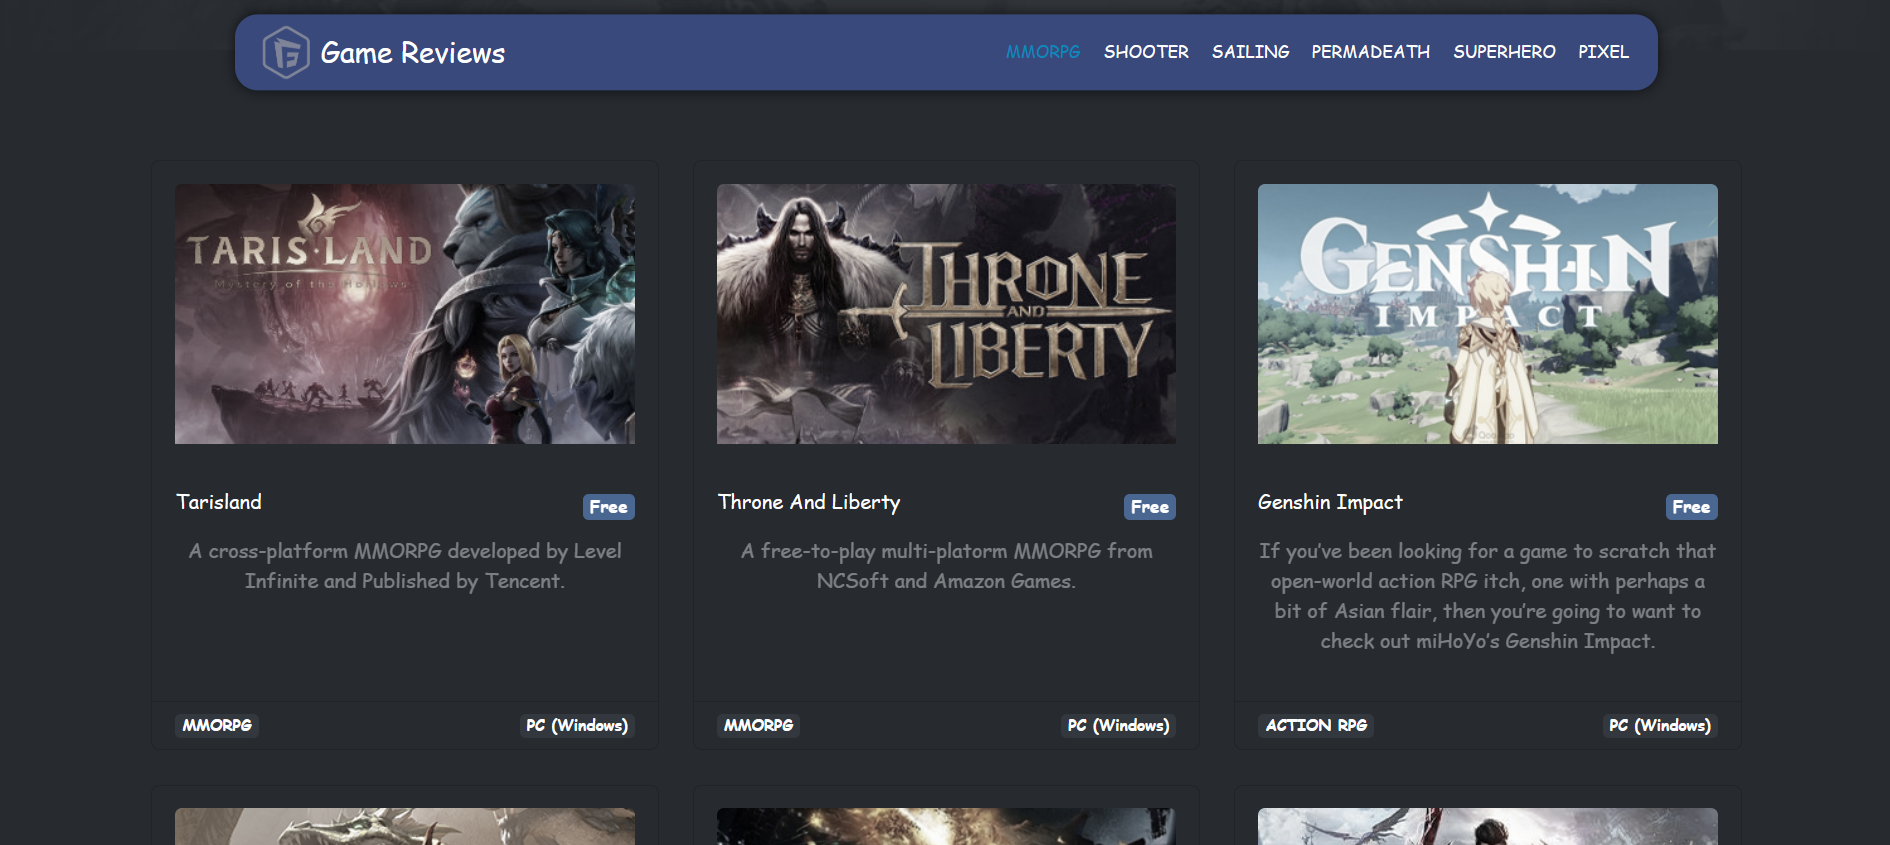 Game Reviews
MMORPG SHOOTER SAILING PERMADEATH SUPERHERO PIXEL
TARIS·LAND
Mystery of the Hollows
THRONE
AND
LIBERTY
GENSHIN
IMPACT
Tarisland
Free
A cross-platform MMORPG developed by Level
Infinite and Published by Tencent.
MMORPG
PC (Windows)
Throne And Liberty
Free
A free-to-play multi-platorm MMORPG from
NCSoft and Amazon Games.
MMORPG
PC (Windows)
Genshin Impact
Free
If you've been looking for a game to scratch that
open-world action RPG itch, one with perhaps a
bit of Asian flair, then you're going to want to
check out miHoYo's Genshin Impact.
ACTION RPG
PC (Windows)